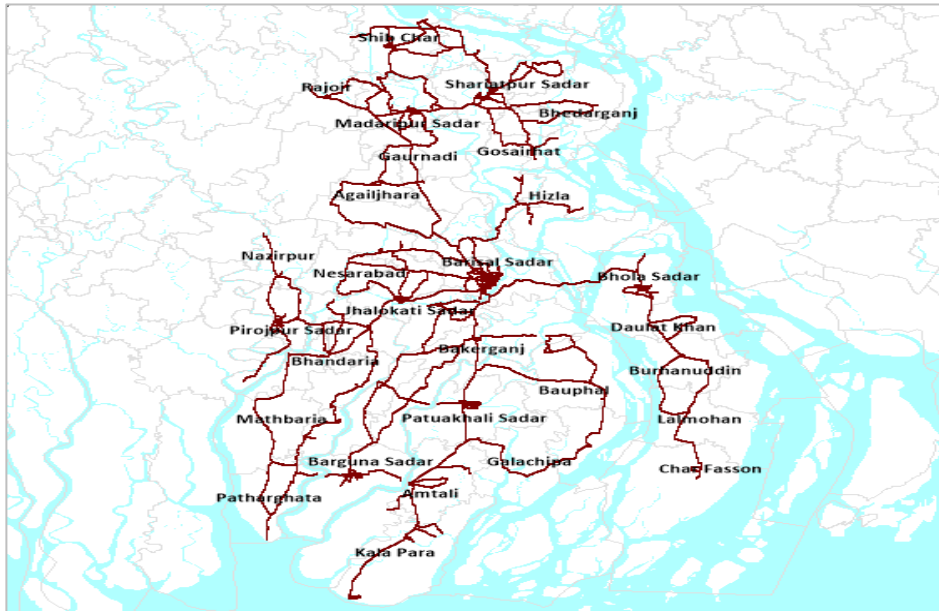 Shib Char
Rajoir
Shariatpur Sadar
Bhedarganj
Madaripur Sadar
Gosairhat
Gaurnadi
Agailjhara
Hizla
Nazirpur
Nesarabad
Barisal Sadar
Bhola Sadar
Jhalokati Sadar
Pirojpur Sadar
Daulat Khan
Bakerganj
Bhandaria
Burhanuddin
Bauphal
Mathbaria
Patuakhali Sadar
Lalmohan
Barguna Sadar
Galachipa
Char Fasson
Patharghata
Amtali
Kala Para